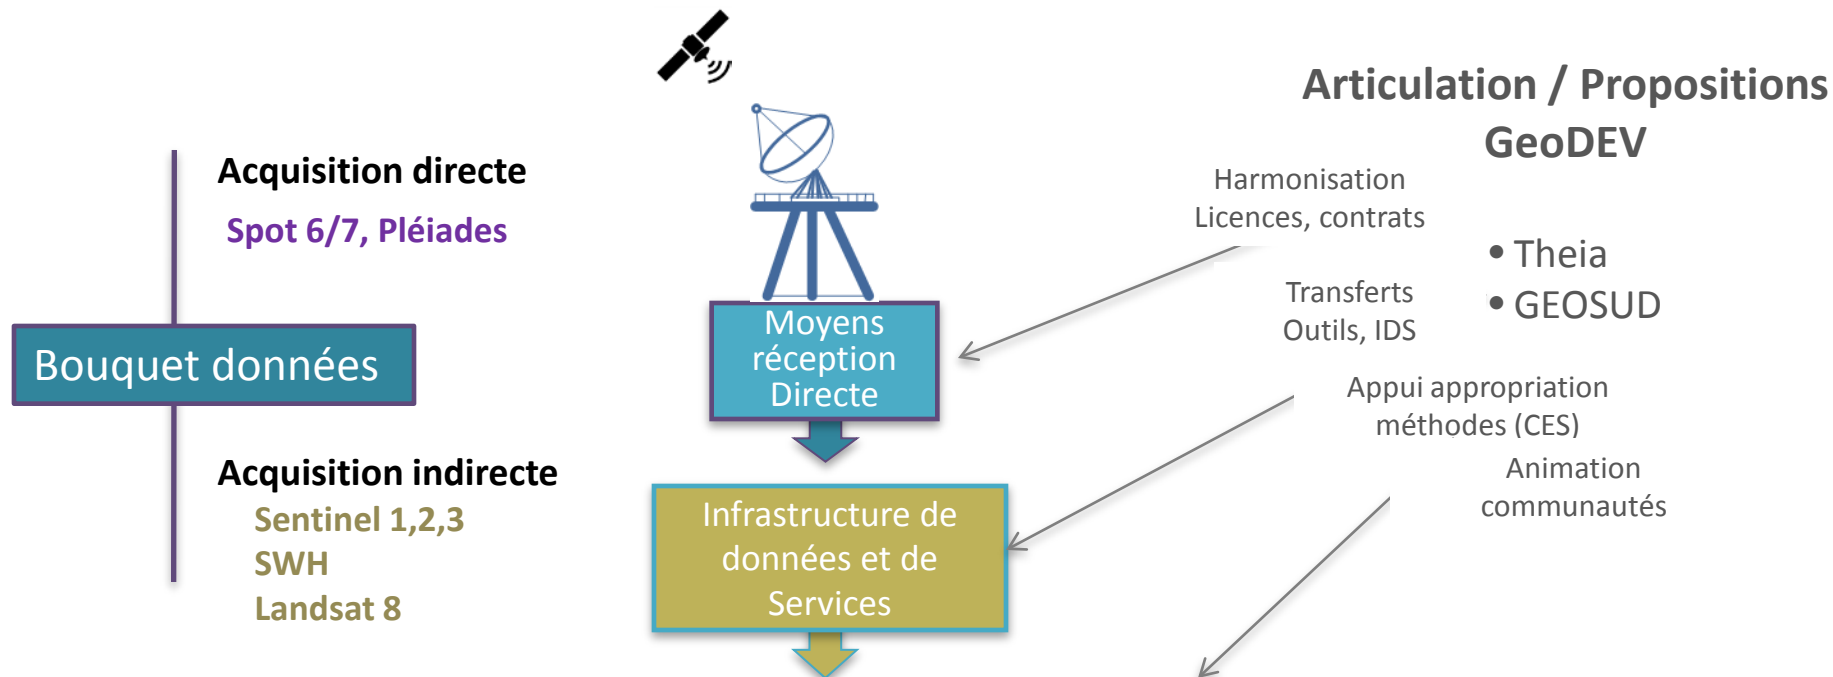 Acquisition directe
Spot 6/7, Pléiades
Bouquet données
Acquisition indirecte
Sentinel 1,2,3
SWH
Landsat 8
Moyens
réception
Directe
Infrastructure de
données et de
Services
Articulation / Propositions
GeoDEV
Harmonisation
Licences, contrats
• Theia
• GEOSUD
Transferts
Outils, IDS
Appui appropriation
méthodes (CES)
Animation
communautés